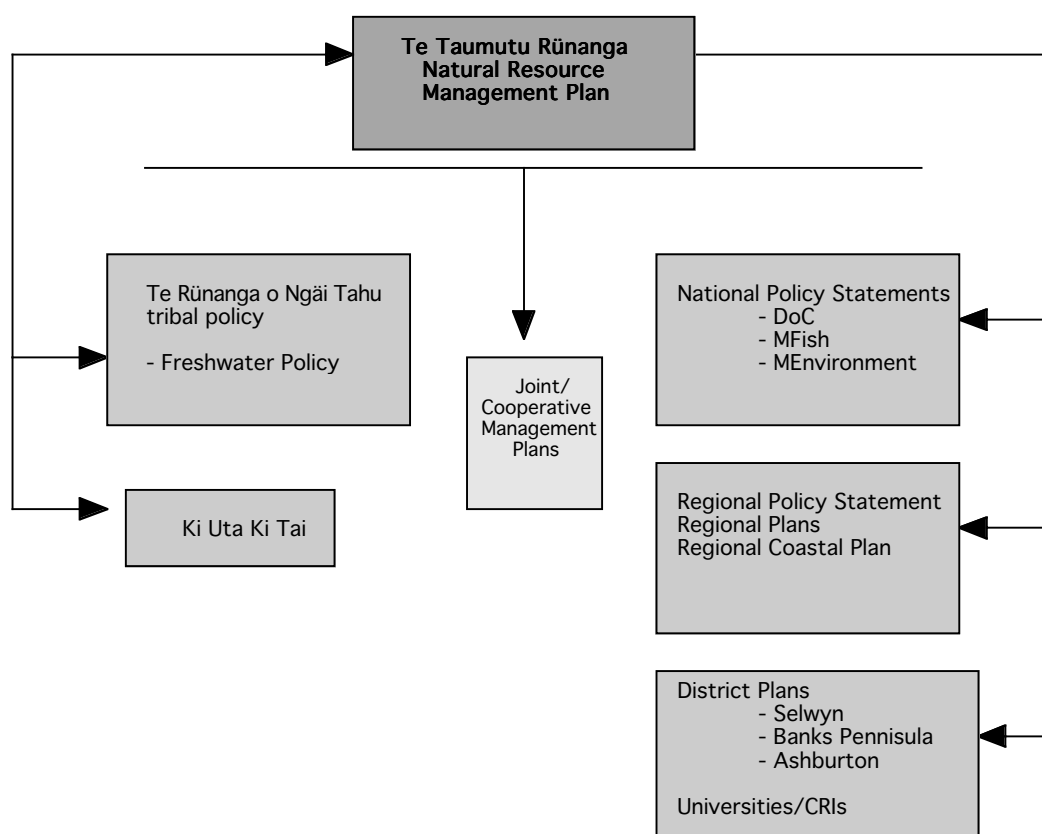 Te Taumutu Rünanga
Natural Resource
Management Plan
Te Rünanga o Ngäi Tahu
tribal policy
- Freshwater Policy
Ki Uta Ki Tai
Joint/
Cooperative
Management
Plans
National Policy Statements
- DoC
- MFish
- MEnvironment
Regional Policy Statement
Regional Plans
Regional Coastal Plan
District Plans
- Selwyn
- Banks Pennisula
- Ashburton
Universities/CRIs